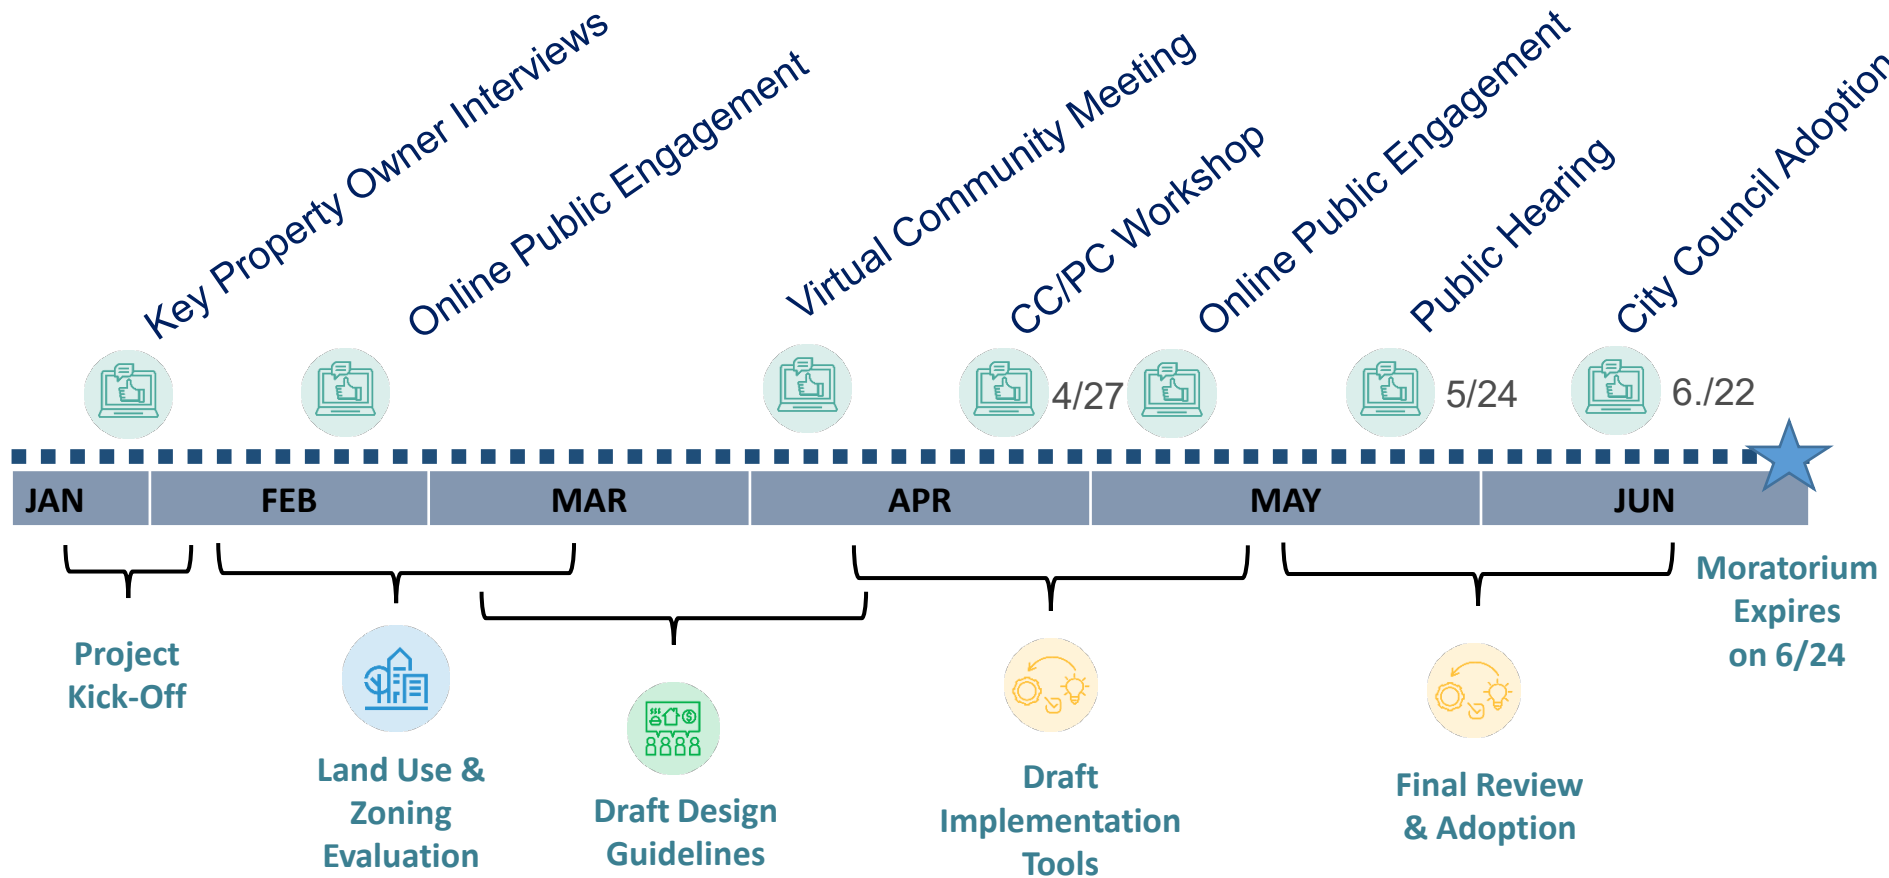 Key Property Owner Interviews
Online Public Engagement
Virtual Community Meeting
CC/PC Workshop
Online Public Engagement
Public Hearing
City Council Adoption
4/27
5/24
6./22
JAN
FEB
MAR
APR
MAY
JUN
Project
Kick-Off
Land Use &
Zoning
Evaluation
Draft Design
Guidelines
Draft
Implementation
Tools
Final Review
& Adoption
Moratorium
Expires
on 6/24